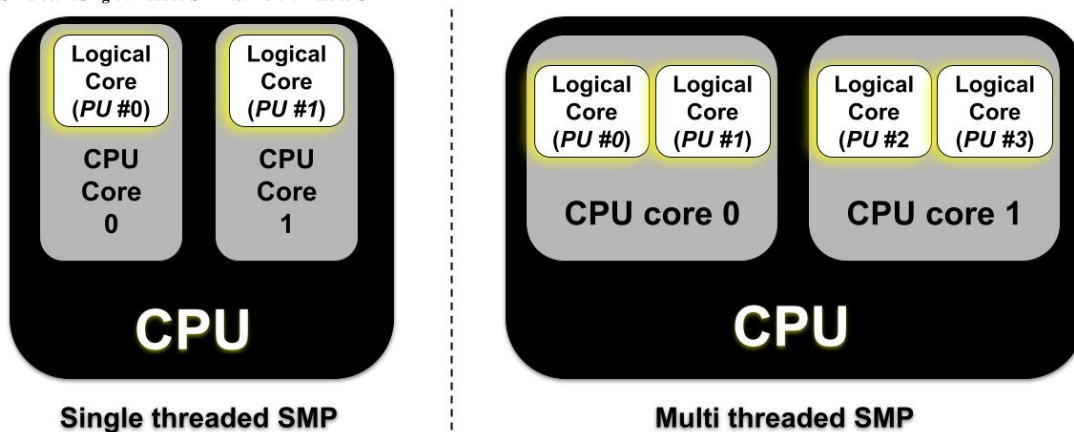 Logical
Core
(PU #0)
Logical
Core
(PU #1)
CPU
Core
0
CPU
Core
1
CPU
Single threaded SMP
Logical
Core
(PU #0)
Logical
Core
(PU #1)
Logical
Core
(PU #2
Logical
Core
(PU #3)
CPU core 0
CPU core 1
CPU
Multi threaded SMP